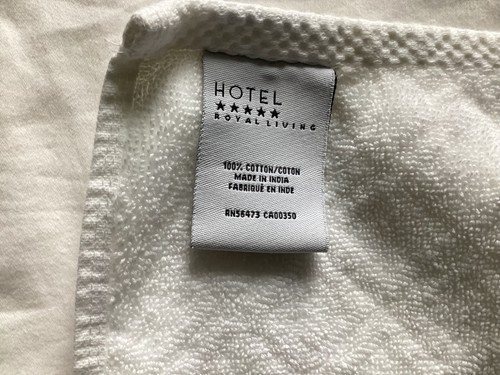 HOTEL
★★★★★
ROYAL LIVING
100% COTTON/COTON
MADE IN INDIA
FABRIQUÉ EN INDE
RN56473 CA00350